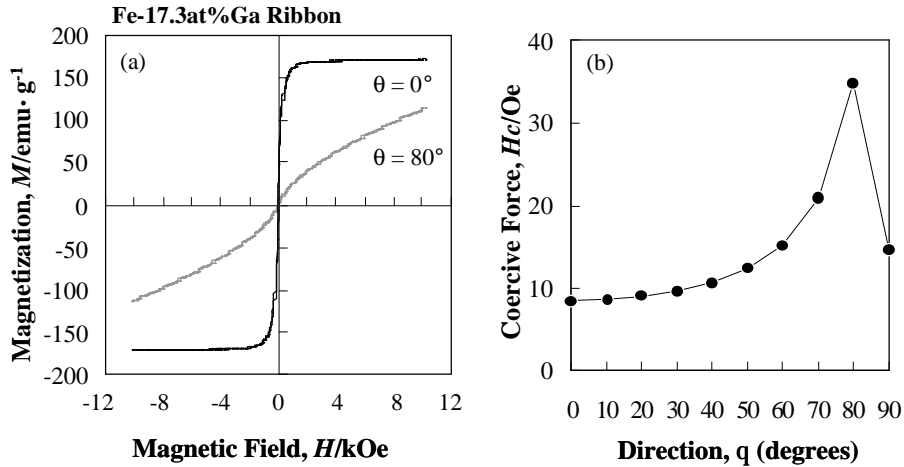 Fe-17.3at%Ga Ribbon
(a)
θ = 0°
θ = 80°
200
150
100
50
0
-50
-100
-150
-200
-12 -8 -4 0 4 8 12
Magnetization, M/emu· g⁻¹
Magnetic Field, H/kOe
(b)
40
30
20
10
0
0 10 20 30 40 50 60 70 80 90
Coercive Force, Hc/Oe
Direction, q (degrees)